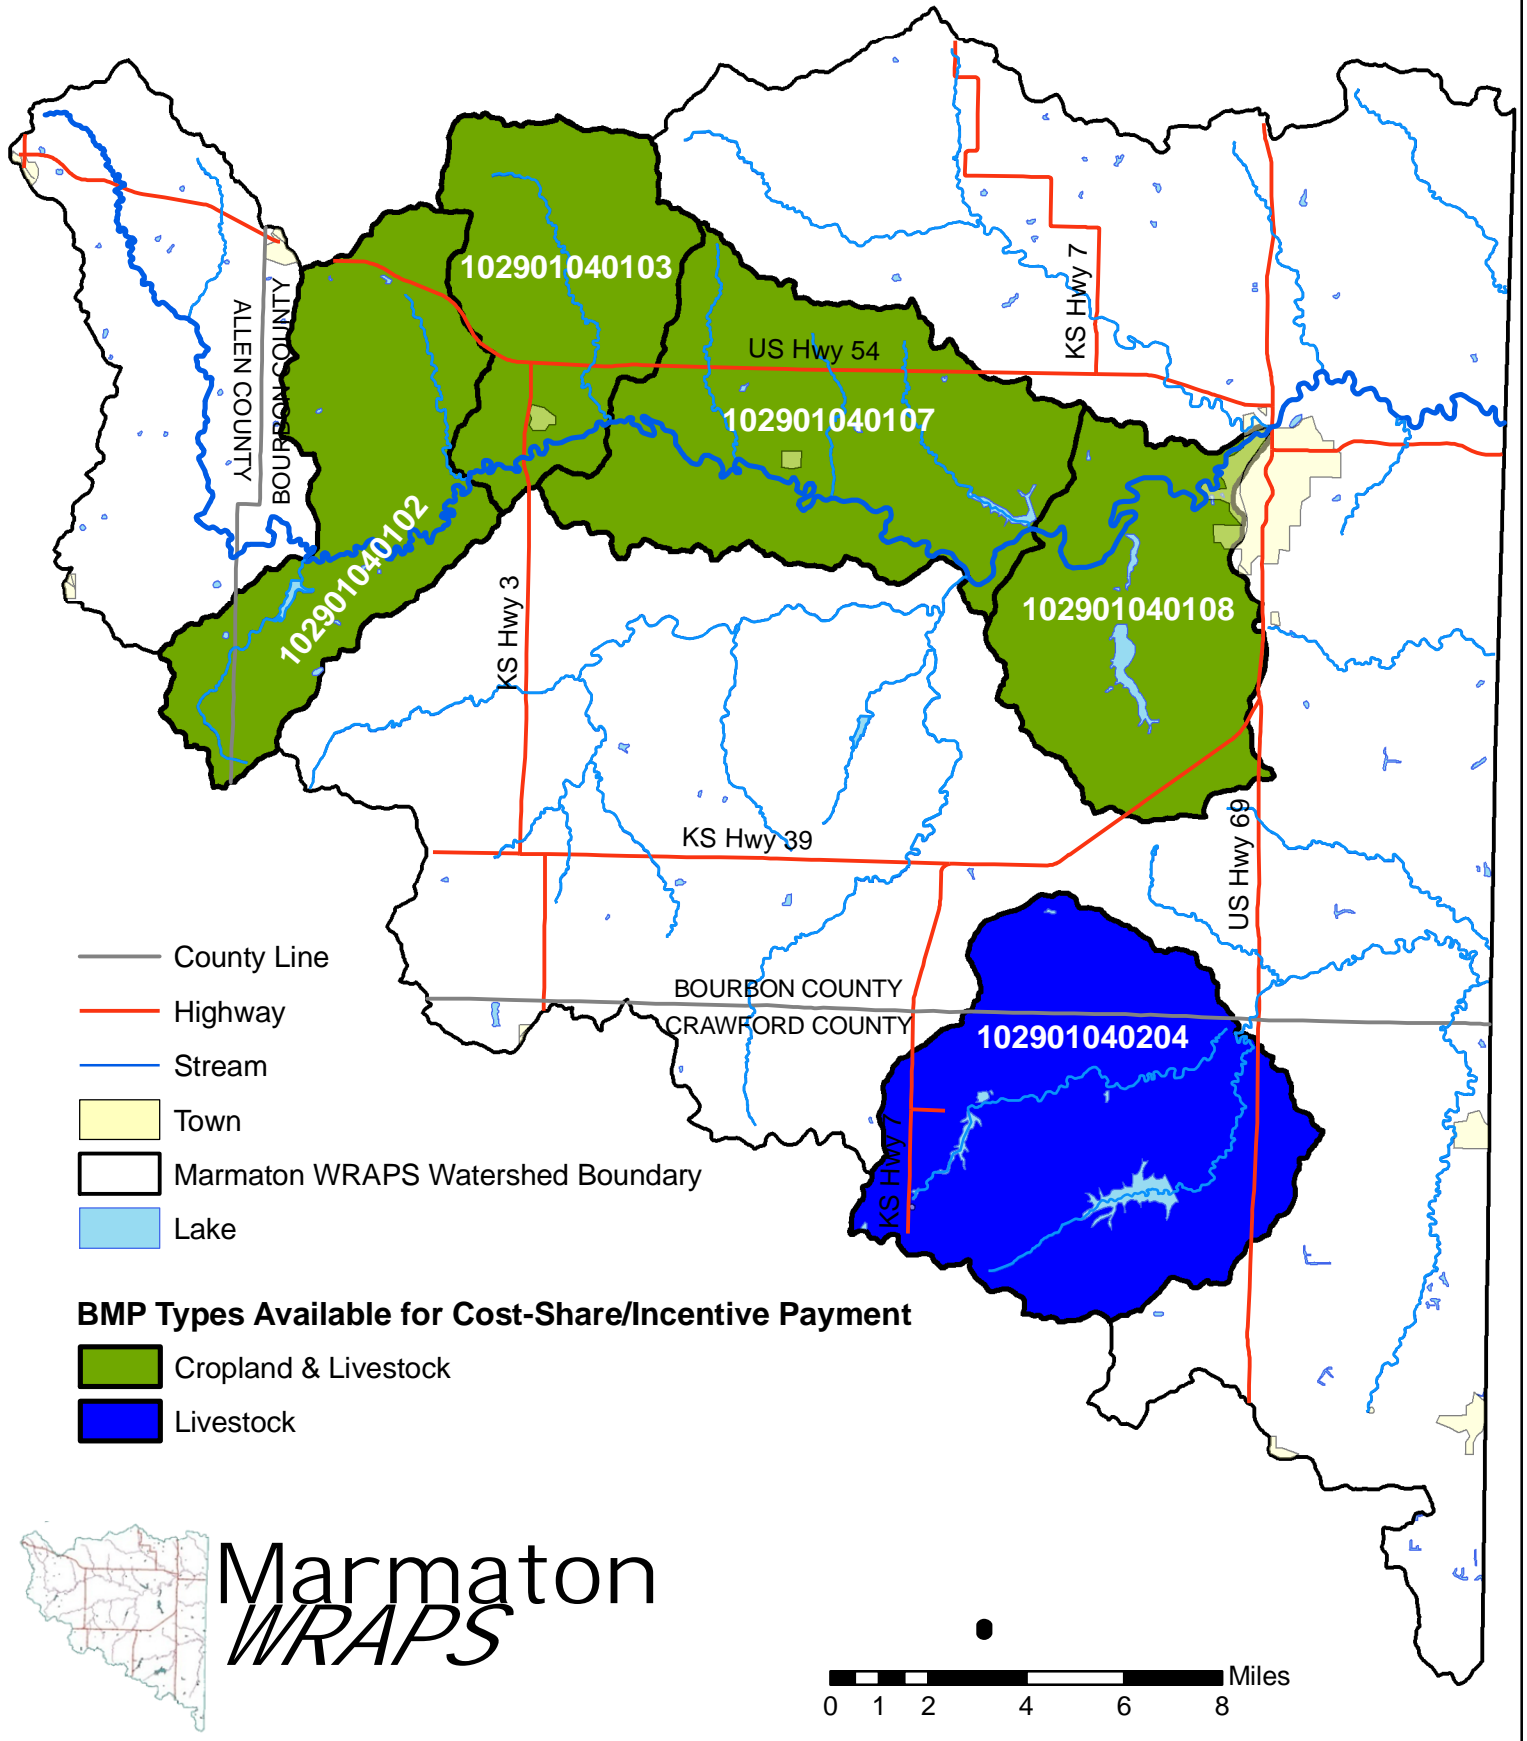 KS Hwy 7
102901040103
ALLEN COUNTY
BOURBON COUNTY
US Hwy 54
102901040107
102901040102
KS Hwy 3
102901040108
KS Hwy 39
US Hwy 69
BOURBON COUNTY
CRAWFORD COUNTY
102901040204
KS Hwy 7
County Line
Highway
Stream
Town
Marmaton WRAPS Watershed Boundary
Lake
BMP Types Available for Cost-Share/Incentive Payment
Cropland & Livestock
Livestock
Marmaton
WRAPS
Miles
0 1 2 4 6 8